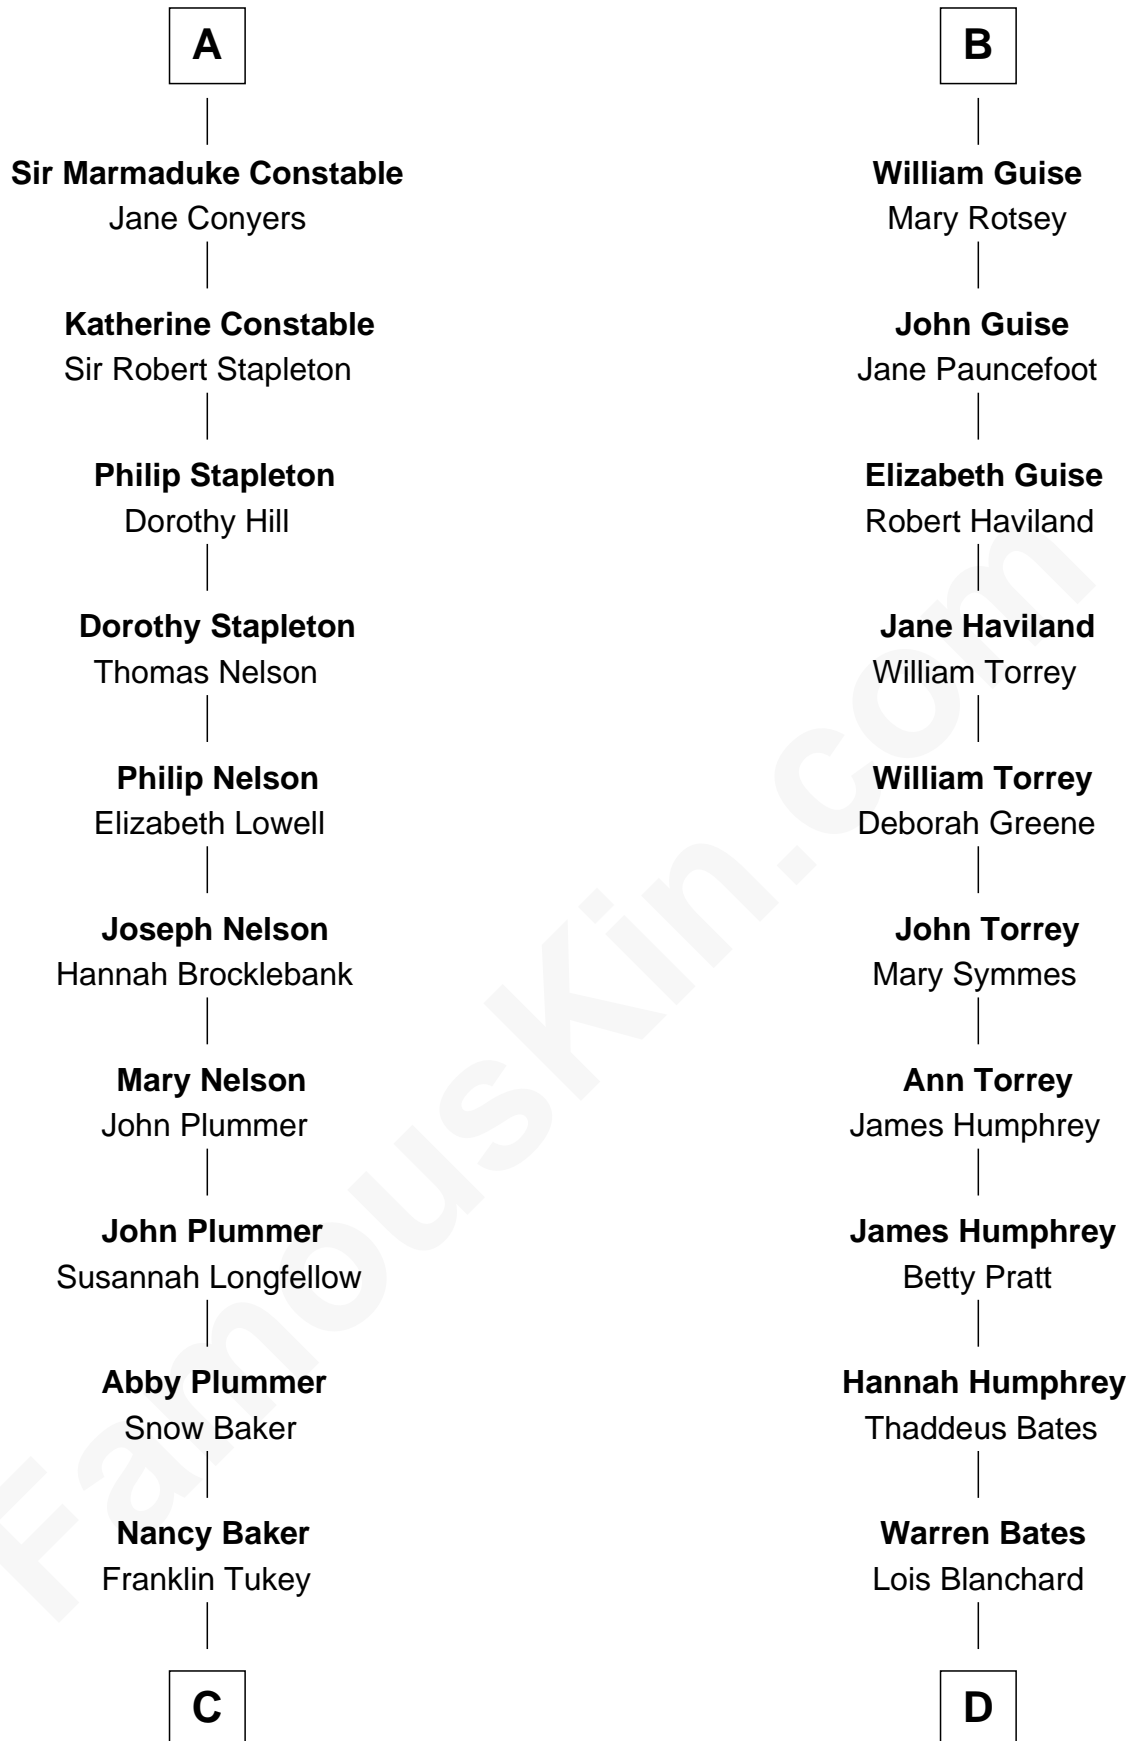 A
Sir Marmaduke Constable
Jane Conyers
Katherine Constable
Sir Robert Stapleton
Philip Stapleton
Dorothy Hill
Dorothy Stapleton
Thomas Nelson
Philip Nelson
Elizabeth Lowell
Joseph Nelson
Hannah Brocklebank
Mary Nelson
John Plummer
John Plummer
Susannah Longfellow
Abby Plummer
Snow Baker
Nancy Baker
Franklin Tukey
C
B
William Guise
Mary Rotsey
John Guise
Jane Pauncefoot
Elizabeth Guise
Robert Haviland
Jane Haviland
William Torrey
William Torrey
Deborah Greene
John Torrey
Mary Symmes
Ann Torrey
James Humphrey
James Humphrey
Betty Pratt
Hannah Humphrey
Thaddeus Bates
Warren Bates
Lois Blanchard
D
FamousKin.com